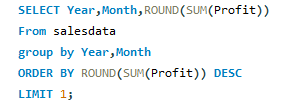 SELECT Year,Month,ROUND(SUM(Profit))
From salesdata
group by Year,Month
ORDER BY ROUND(SUM(Profit)) DESC
LIMIT 1;